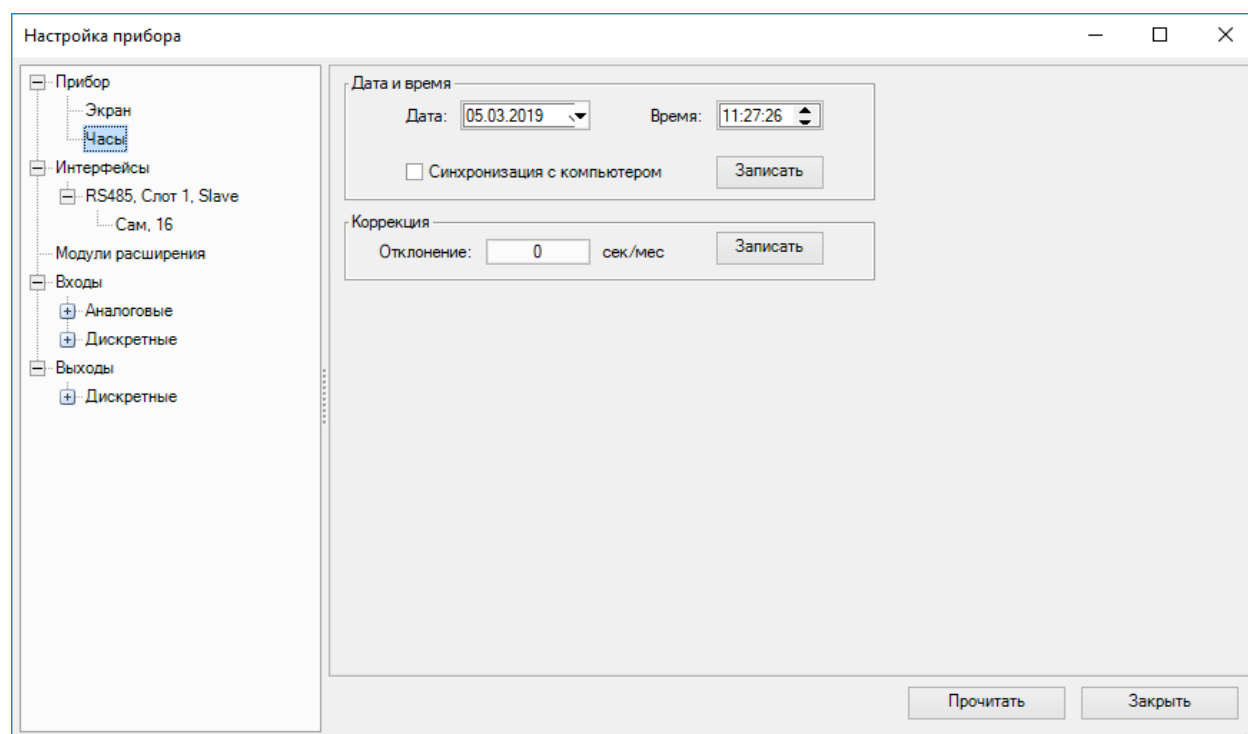 Настройка прибора
Прибор
Экран
Часы
Интерфейсы
RS485, Слот 1, Slave
Сам, 16
Модули расширения
Входы
Аналоговые
Дискретные
Выходы
Дискретные
Дата и время
Дата: 05.03.2019 Время: 11:27:26
Синхронизация с компьютером Записать
Коррекция
Отклонение: 0 сек/мес Записать
Прочитать Закрыть